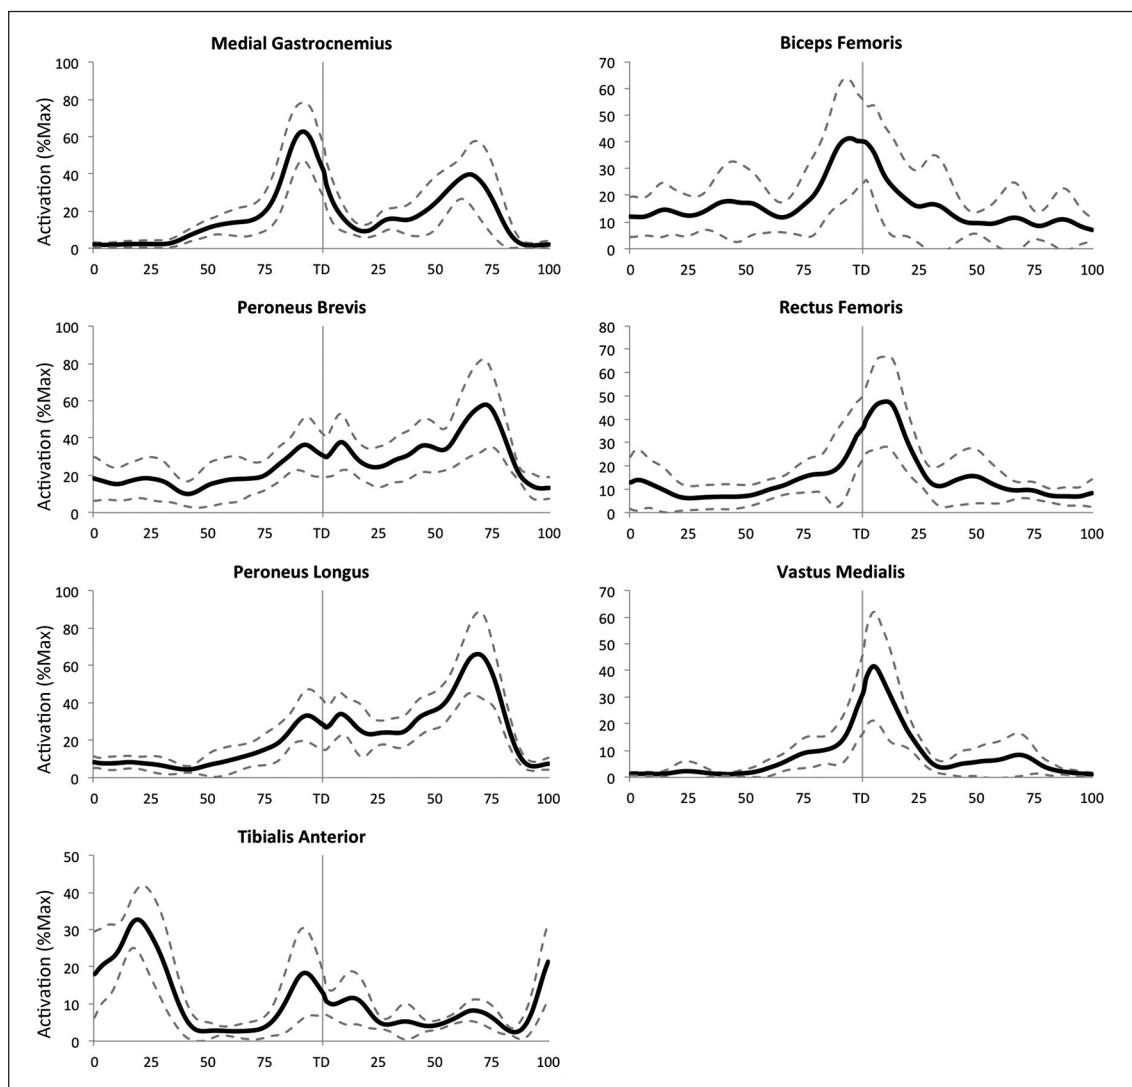 Medial Gastrocnemius
Activation (%Max)
100
80
60
40
20
0
0 25 50 75 TD 25 50 75 100
Biceps Femoris
70
60
50
40
30
20
10
0
0 25 50 75 TD 25 50 75 100
Peroneus Brevis
Activation (%Max)
100
80
60
40
20
0
0 25 50 75 TD 25 50 75 100
Rectus Femoris
80
70
60
50
40
30
20
10
0
0 25 50 75 TD 25 50 75 100
Peroneus Longus
Activation (%Max)
100
80
60
40
20
0
0 25 50 75 TD 25 50 75 100
Vastus Medialis
70
60
50
40
30
20
10
0
0 25 50 75 TD 25 50 75 100
Tibialis Anterior
Activation (%Max)
50
40
30
20
10
0
0 25 50 75 TD 25 50 75 100